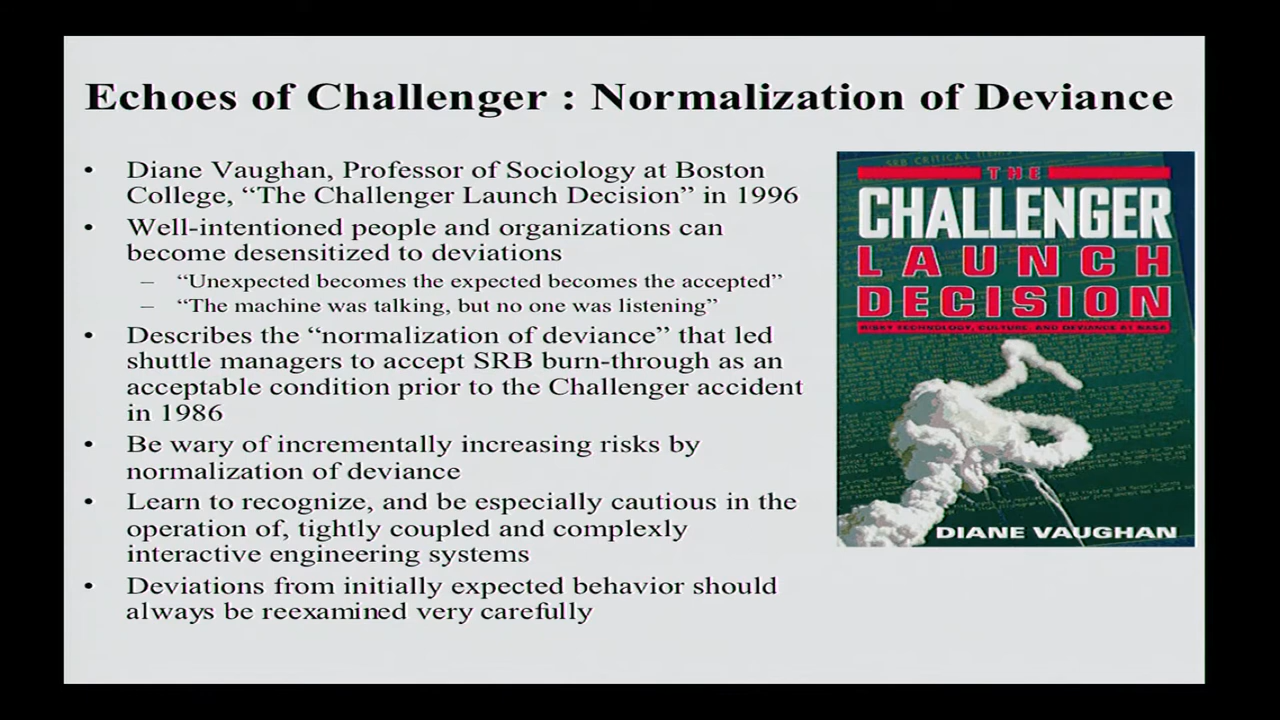 Echoes of Challenger : Normalization of Deviance
• Diane Vaughan, Professor of Sociology at Boston
College, “The Challenger Launch Decision” in 1996
• Well-intentioned people and organizations can
become desensitized to deviations
– “Unexpected becomes the expected becomes the accepted”
– “The machine was talking, but no one was listening”
• Describes the “normalization of deviance” that led
shuttle managers to accept SRB burn-through as an
acceptable condition prior to the Challenger accident
in 1986
• Be wary of incrementally increasing risks by
normalization of deviance
• Learn to recognize, and be especially cautious in the
operation of, tightly coupled and complexly
interactive engineering systems
• Deviations from initially expected behavior should
always be reexamined very carefully
SRB CRITICAL ITEMS
THE
CHALLENGER
LAUNCH
DECISION
RISKY TECHNOLOGY, CULTURE, AND DEVIANCE AT NASA
DIANE VAUGHAN